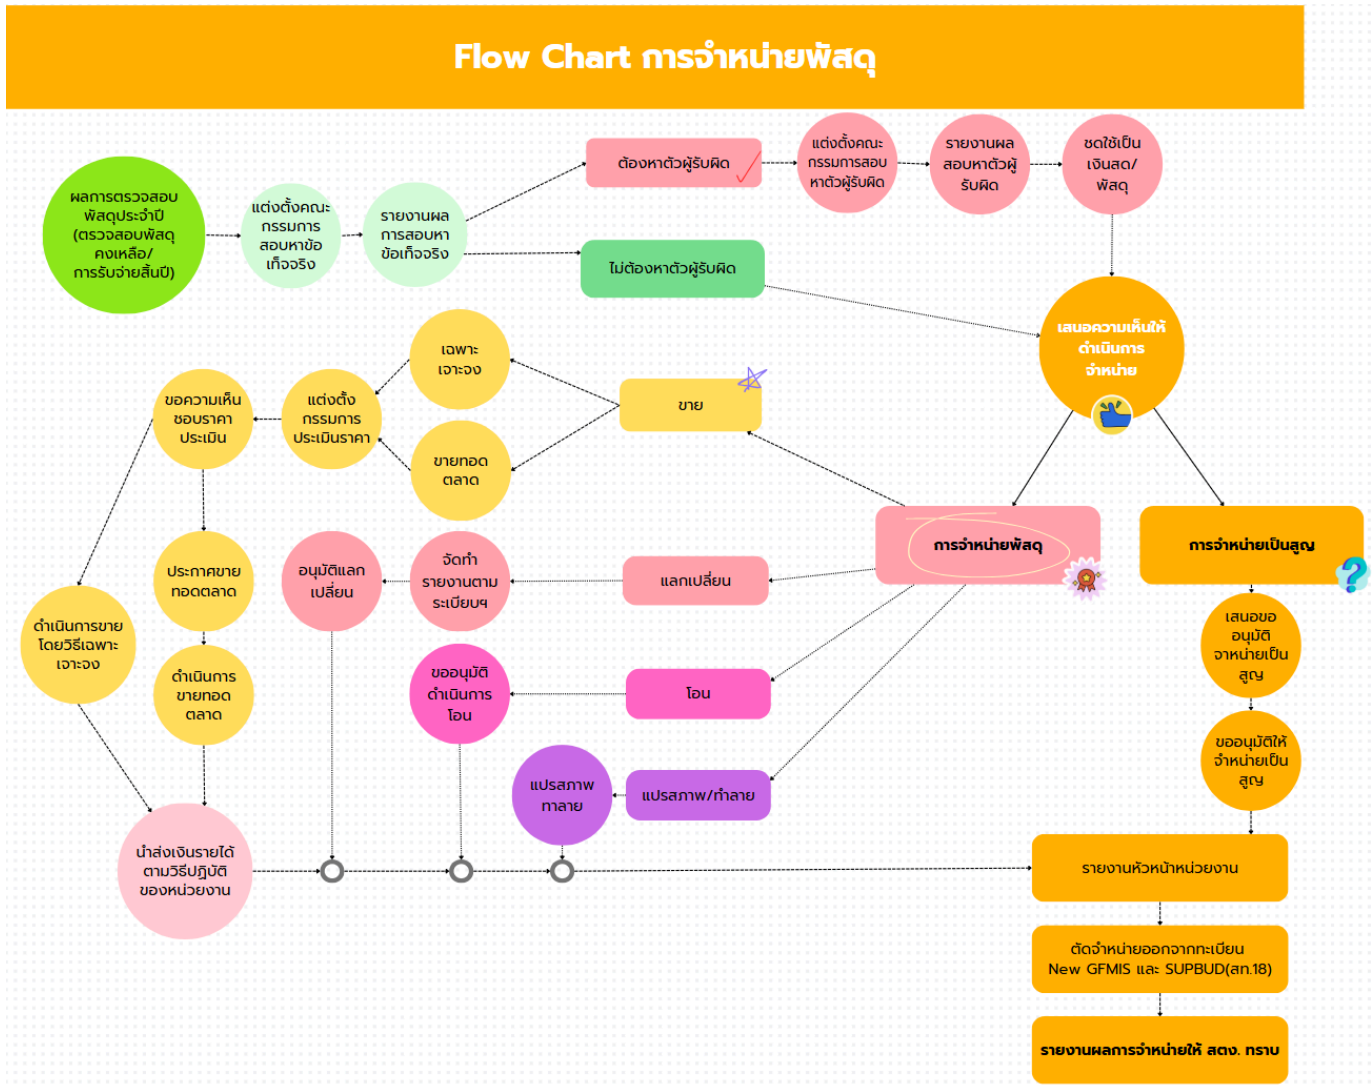 Flow Chart การจำหน่ายพัสดุ
ผลการตรวจสอบ
พัสดุประจำปี
(ตรวจสอบพัสดุ
คงเหลือ/
การรับจ่ายสิ้นปี)
แต่งตั้งคณะ
กรรมการ
สอบหาข้อ
เท็จจริง
รายงานผล
การสอบหา
ข้อเท็จจริง
ต้องหาตัวผู้รับผิด
แต่งตั้งคณะ
กรรมการสอบ
หาตัวผู้รับผิด
รายงานผล
สอบหาตัวผู้
รับผิด
ชดใช้เป็น
เงินสด/
พัสดุ
ไม่ต้องหาตัวผู้รับผิด
เสนอความเห็นให้
ดำเนินการ
จำหน่าย
เฉพาะ
เจาะจง
ขาย
ขายทอด
ตลาด
แต่งตั้ง
กรรมการ
ประเมินราคา
ขอความเห็น
ชอบราคา
ประเมิน
การจำหน่ายพัสดุ
การจำหน่ายเป็นสูญ
แลกเปลี่ยน
จัดทำ
รายงานตาม
ระเบียบฯ
อนุมัติแลก
เปลี่ยน
ประกาศขาย
ทอดตลาด
ดำเนินการขาย
โดยวิธีเฉพาะ
เจาะจง
ดำเนินการ
ขายทอด
ตลาด
โอน
ขออนุมัติ
ดำเนินการ
โอน
เสนอขอ
อนุมัติ
จาหน่ายเป็น
สูญ
ขออนุมัติให้
จำหน่ายเป็น
สูญ
แปรสภาพ/ทำลาย
แปรสภาพ
ทาลาย
นำส่งเงินรายได้
ตามวิธีปฏิบัติ
ของหน่วยงาน
รายงานหัวหน้าหน่วยงาน
ตัดจำหน่ายออกจากทะเบียน
New GFMIS และ SUPBUD(สท.18)
รายงานผลการจำหน่ายให้ สตง. ทราบ